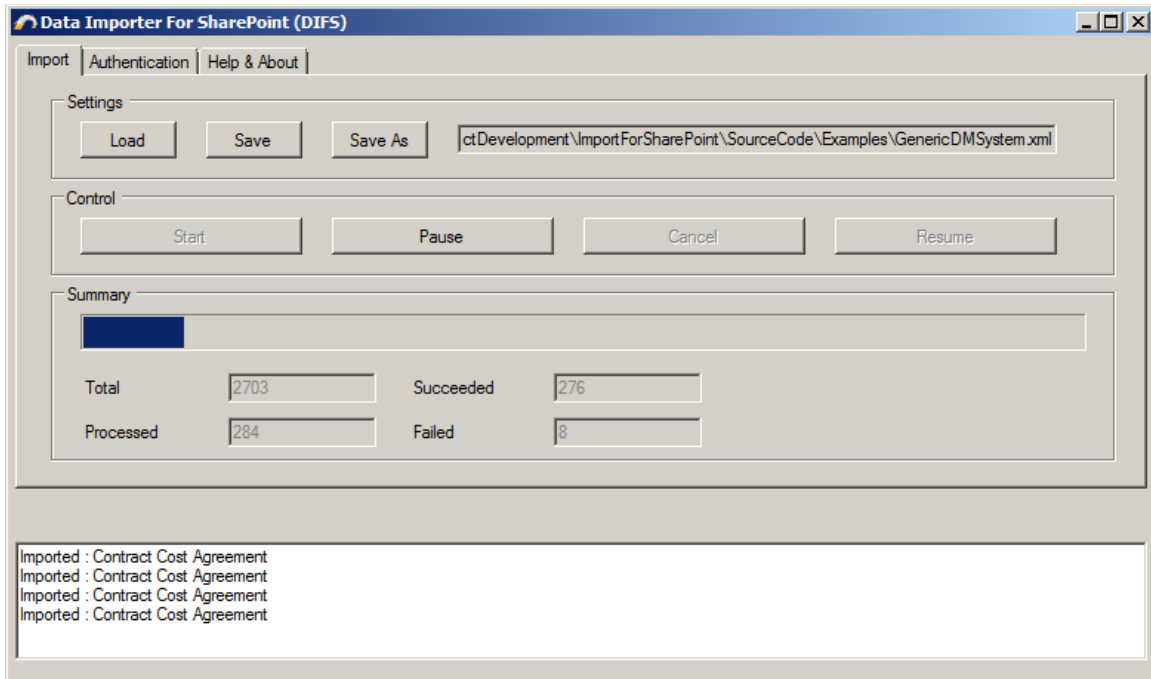 Data Importer For SharePoint (DIFS)
Import Authentication Help & About
Settings
Load Save Save As ctDevelopment\ImportForSharePoint\SourceCode\Examples\GenericDMSystem.xml
Control
Start Pause Cancel Resume
Summary
Total 2703 Succeeded 276
Processed 284 Failed 8
Imported : Contract Cost Agreement
Imported : Contract Cost Agreement
Imported : Contract Cost Agreement
Imported : Contract Cost Agreement